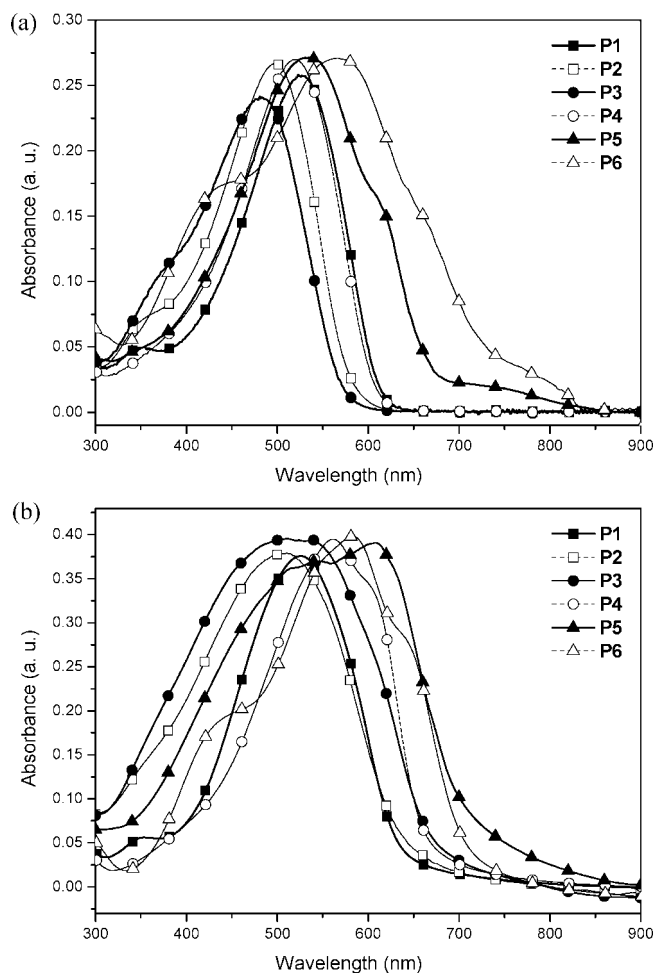 (a)
0.30
0.25
0.20
0.15
0.10
0.05
0.00
Absorbance (a. u.)
P1
P2
P3
P4
P5
P6
300 400 500 600 700 800 900
Wavelength (nm)
(b)
0.40
0.35
0.30
0.25
0.20
0.15
0.10
0.05
0.00
Absorbance (a. u.)
P1
P2
P3
P4
P5
P6
300 400 500 600 700 800 900
Wavelength (nm)